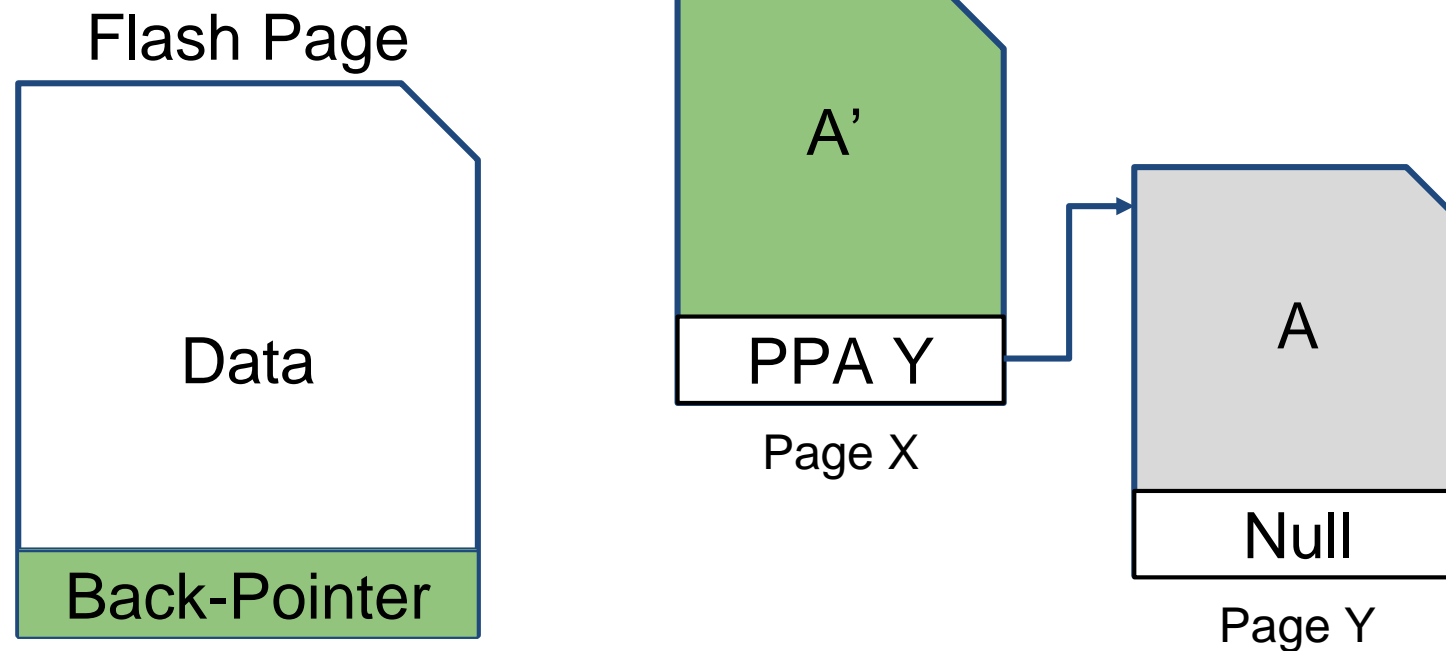 Flash Page
Data
Back-Pointer
A’
PPA Y
Page X
A
Null
Page Y